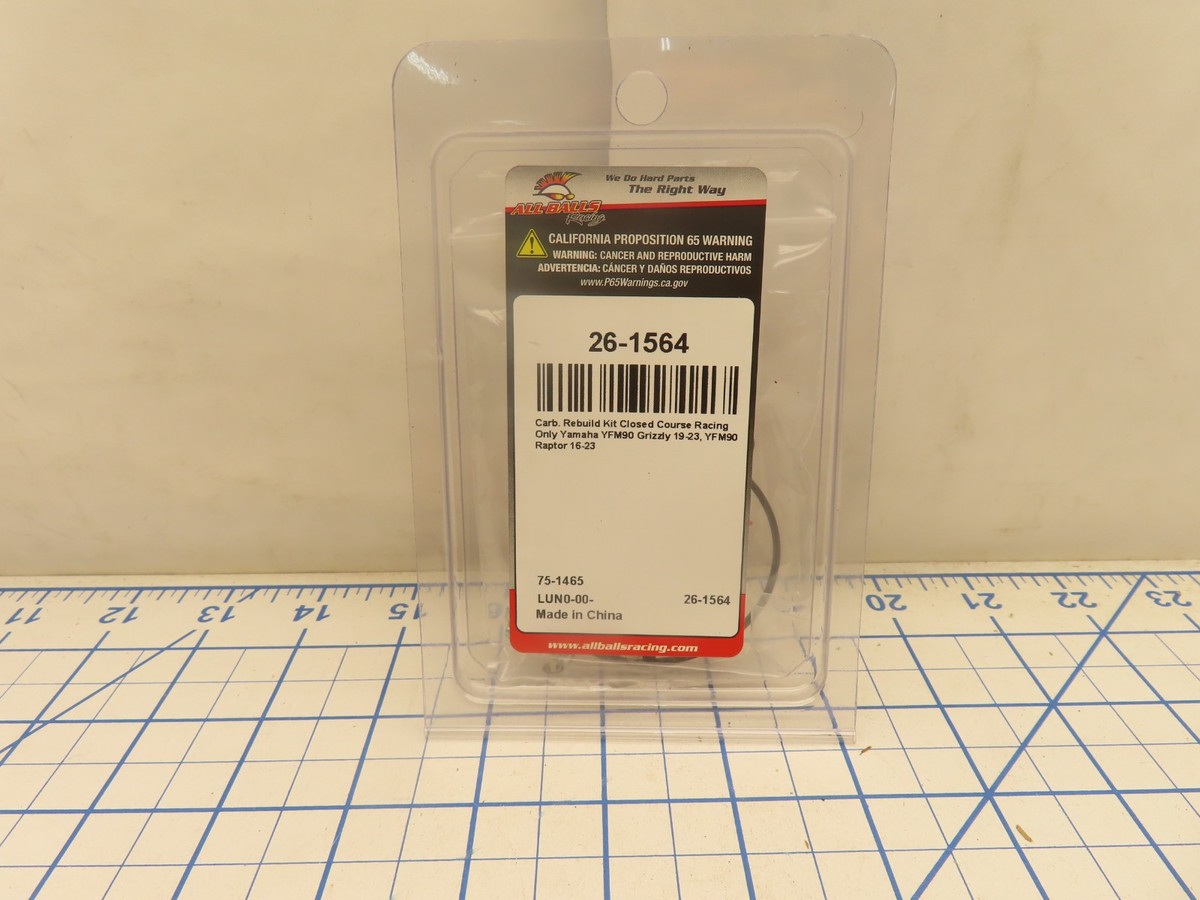 We Do Hard Parts
The Right Way
ALL BALLS
Racing
CALIFORNIA PROPOSITION 65 WARNING
WARNING: CANCER AND REPRODUCTIVE HARM
ADVERTENCIA: CÁNCER Y DAÑOS REPRODUCTIVOS
www.P65Warnings.ca.gov
26-1564
Carb. Rebuild Kit Closed Course Racing
Only Yamaha YFM90 Grizzly 19-23, YFM90
Raptor 16-23
75-1465
LUN0-00- 26-1564
Made in China
www.allballsracing.com
11 12 13 14 15 16 20 21 22 23